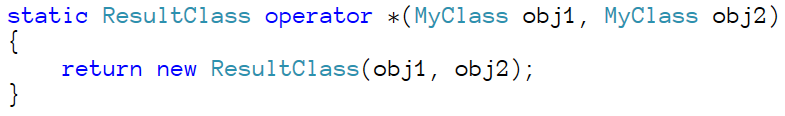 static ResultClass operator *(MyClass obj1, MyClass obj2)
{
    return new ResultClass(obj1, obj2);
}